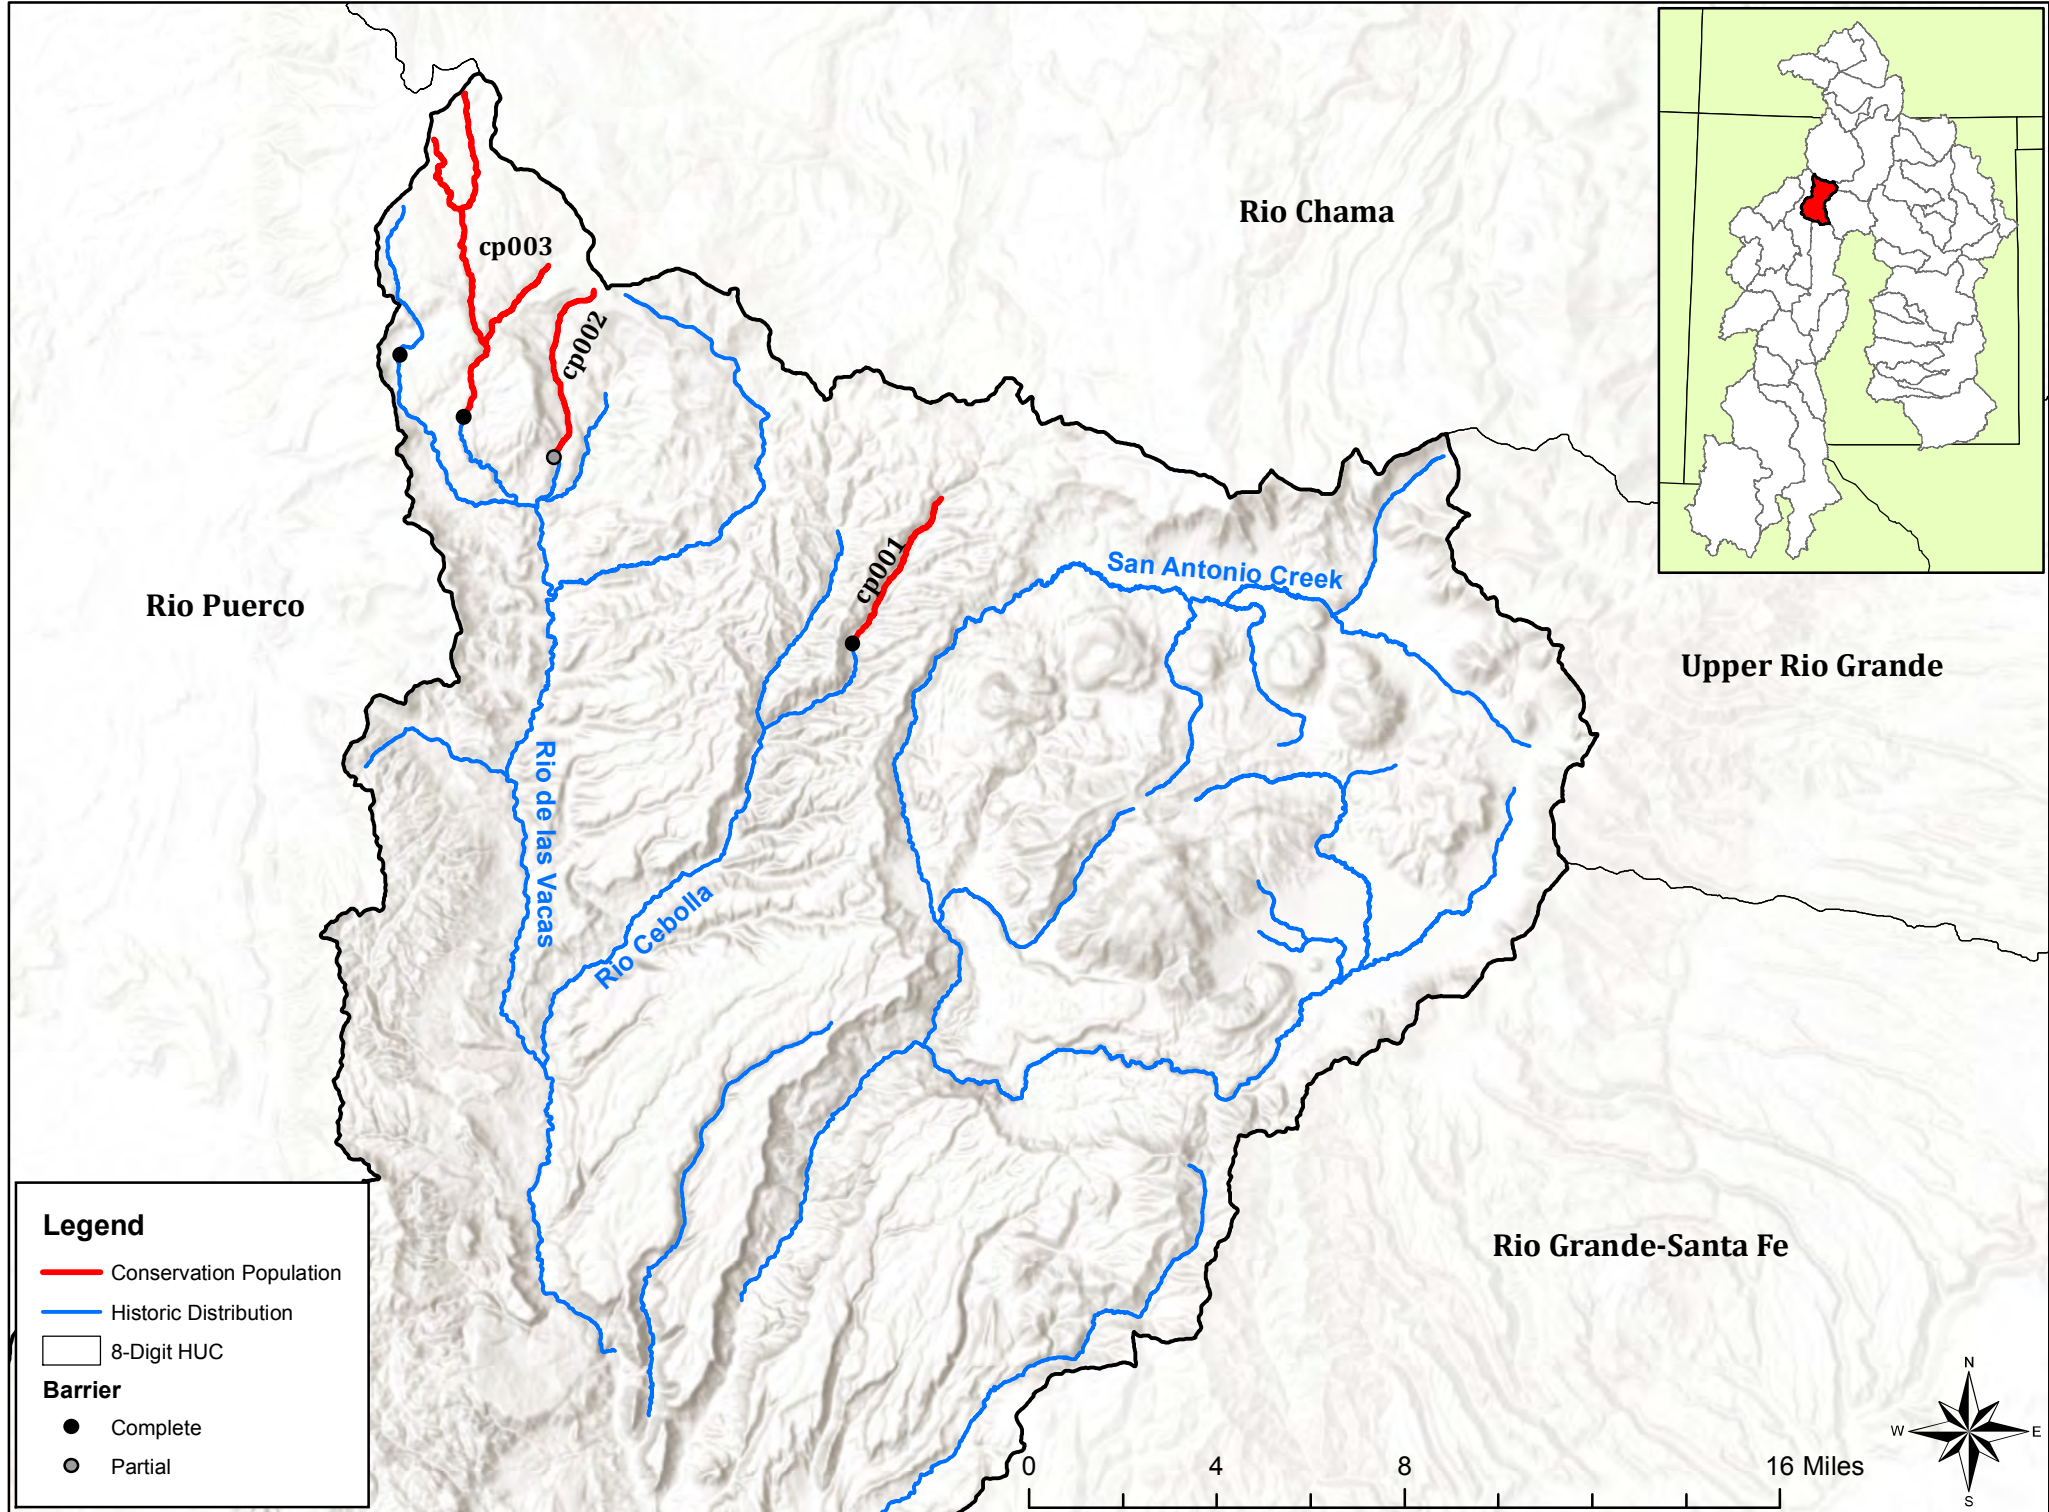 Rio Chama
cp003
cp002
cp001
San Antonio Creek
Rio Puerco
Upper Rio Grande
Rio de las Vacas
Rio Cebolla
Rio Grande-Santa Fe
Legend
Conservation Population
Historic Distribution
8-Digit HUC
Barrier
Complete
Partial
0 4 8 16 Miles
N
W E
S